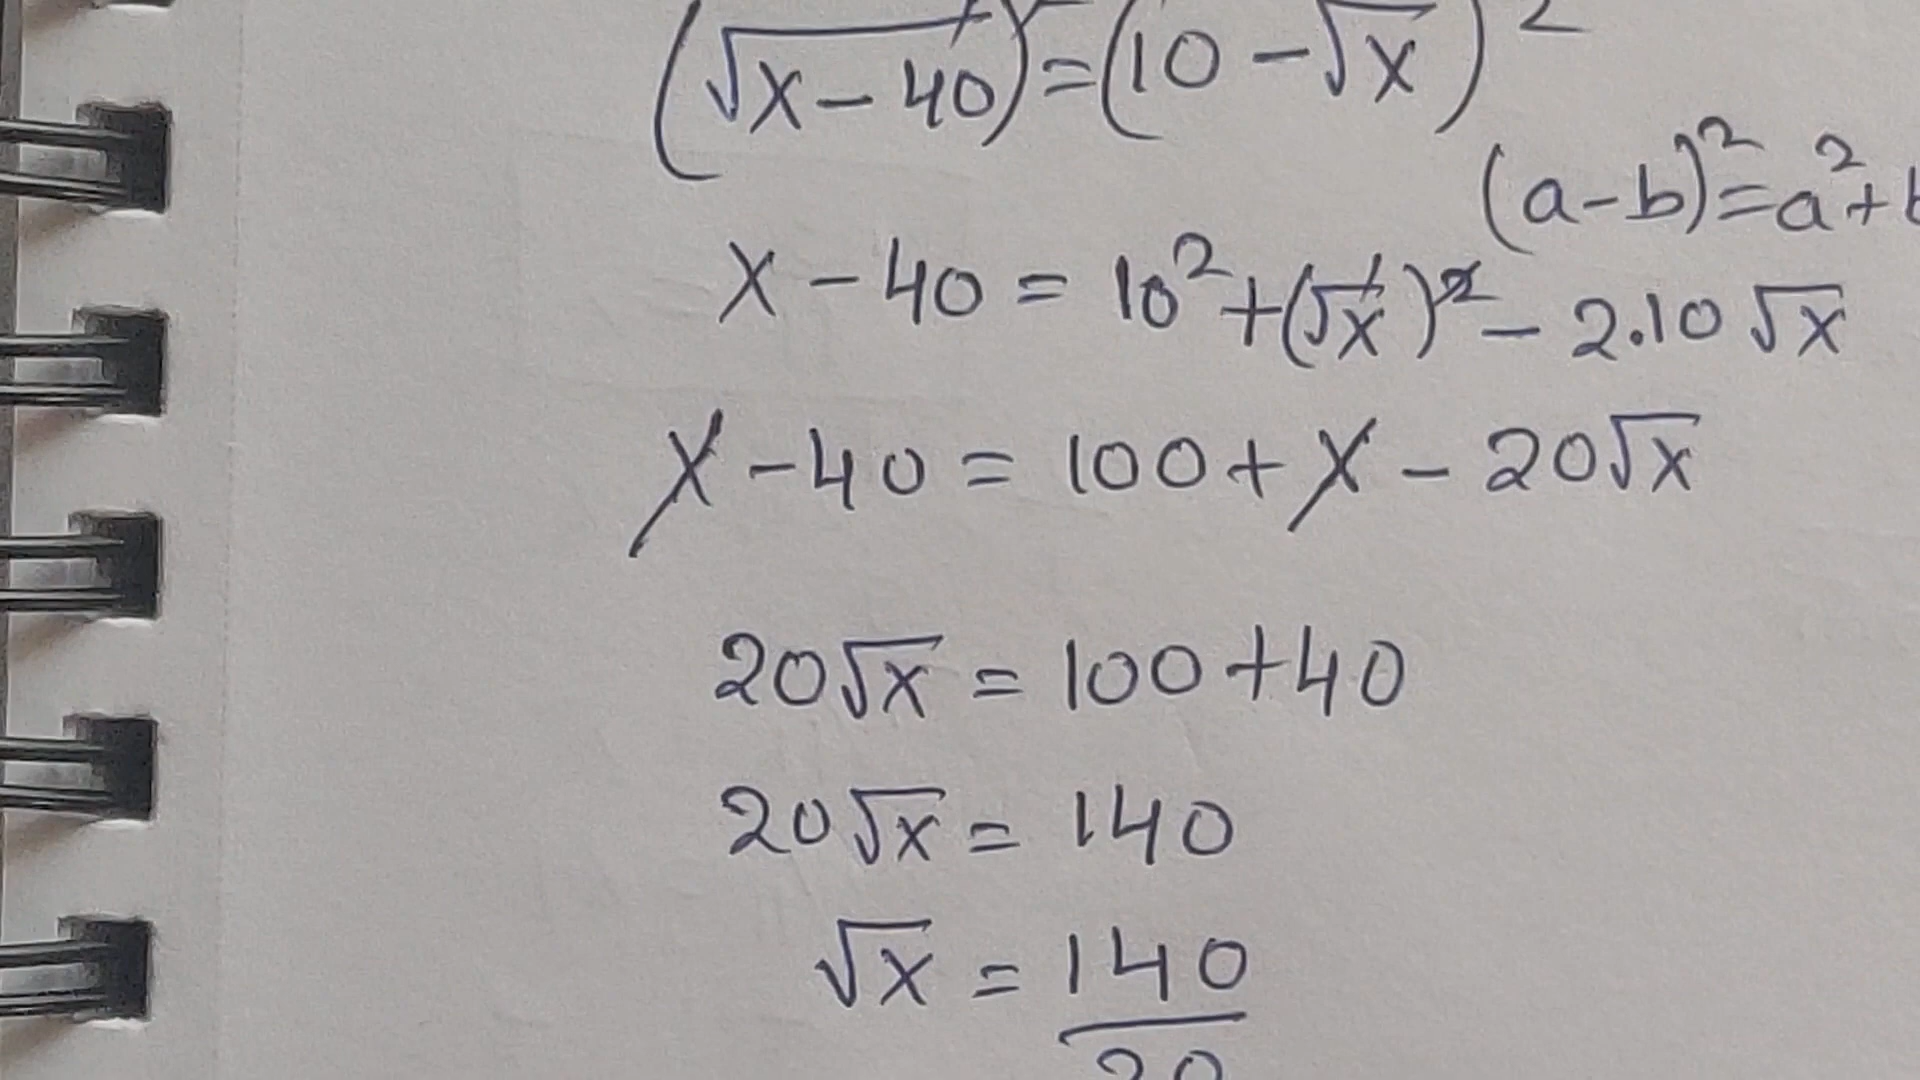 (√x-40)² = (10 - √x)²
(a-b)² = a² +
x - 40 = 10² + (√x)² - 2.10 √x
x - 40 = 100 + x - 20√x
20√x = 100 + 40
20√x = 140
√x = 140/20